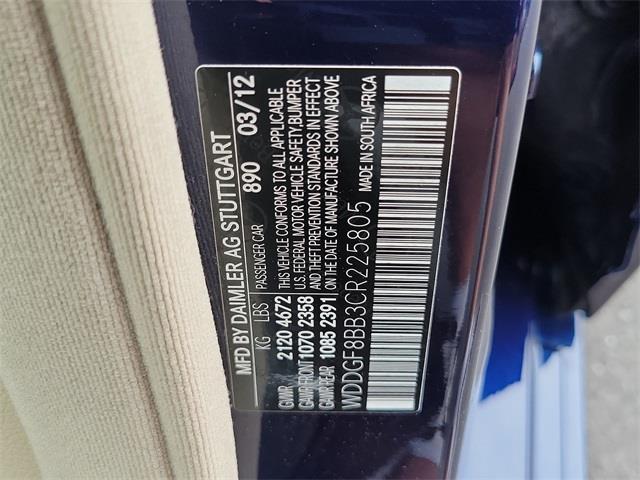 MFD BY DAIMLER AG STUTTGART
890 03/12
KG LBS PASSENGER CAR
GVWR 2120 4672 THIS VEHICLE CONFORMS TO ALL APPLICABLE
GAWR FRONT 1070 2358 U.S. FEDERAL MOTOR VEHICLE SAFETY, BUMPER
GAWR REAR 1085 2391 AND THEFT PREVENTION STANDARDS IN EFFECT
ON THE DATE OF MANUFACTURE SHOWN ABOVE
WDDGF8BB3CR225805 MADE IN SOUTH AFRICA